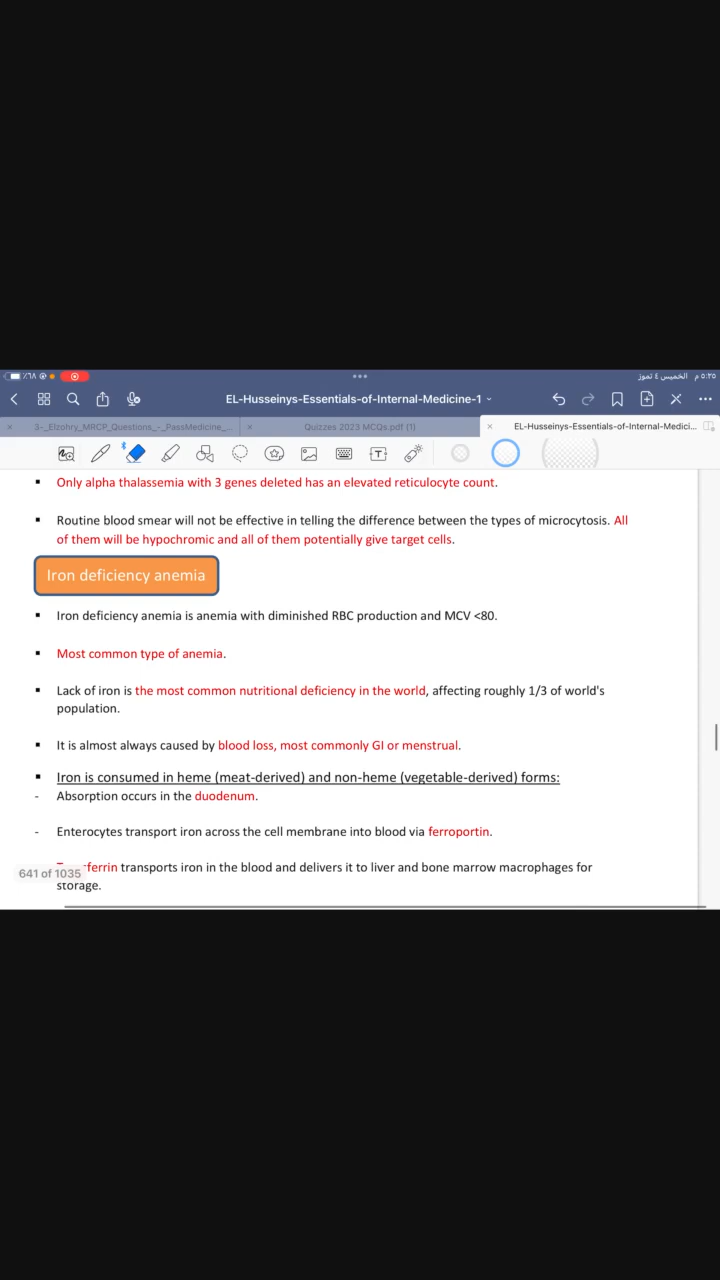 ٪٦٨
٥:٢٥ م الخميس ٤ تموز
EL-Husseinys-Essentials-of-Internal-Medicine-1
3-_Elzohry_MRCP_Questions_-_PassMedicine_...
Quizzes 2023 MCQs.pdf (1)
EL-Husseinys-Essentials-of-Internal-Medici...
▪ Only alpha thalassemia with 3 genes deleted has an elevated reticulocyte count.
▪ Routine blood smear will not be effective in telling the difference between the types of microcytosis. All
of them will be hypochromic and all of them potentially give target cells.
Iron deficiency anemia
▪ Iron deficiency anemia is anemia with diminished RBC production and MCV <80.
▪ Most common type of anemia.
▪ Lack of iron is the most common nutritional deficiency in the world, affecting roughly 1/3 of world's
population.
▪ It is almost always caused by blood loss, most commonly GI or menstrual.
▪ Iron is consumed in heme (meat-derived) and non-heme (vegetable-derived) forms:
- Absorption occurs in the duodenum.
- Enterocytes transport iron across the cell membrane into blood via ferroportin.
transports iron in the blood and delivers it to liver and bone marrow macrophages for
641 of 1035
storage.